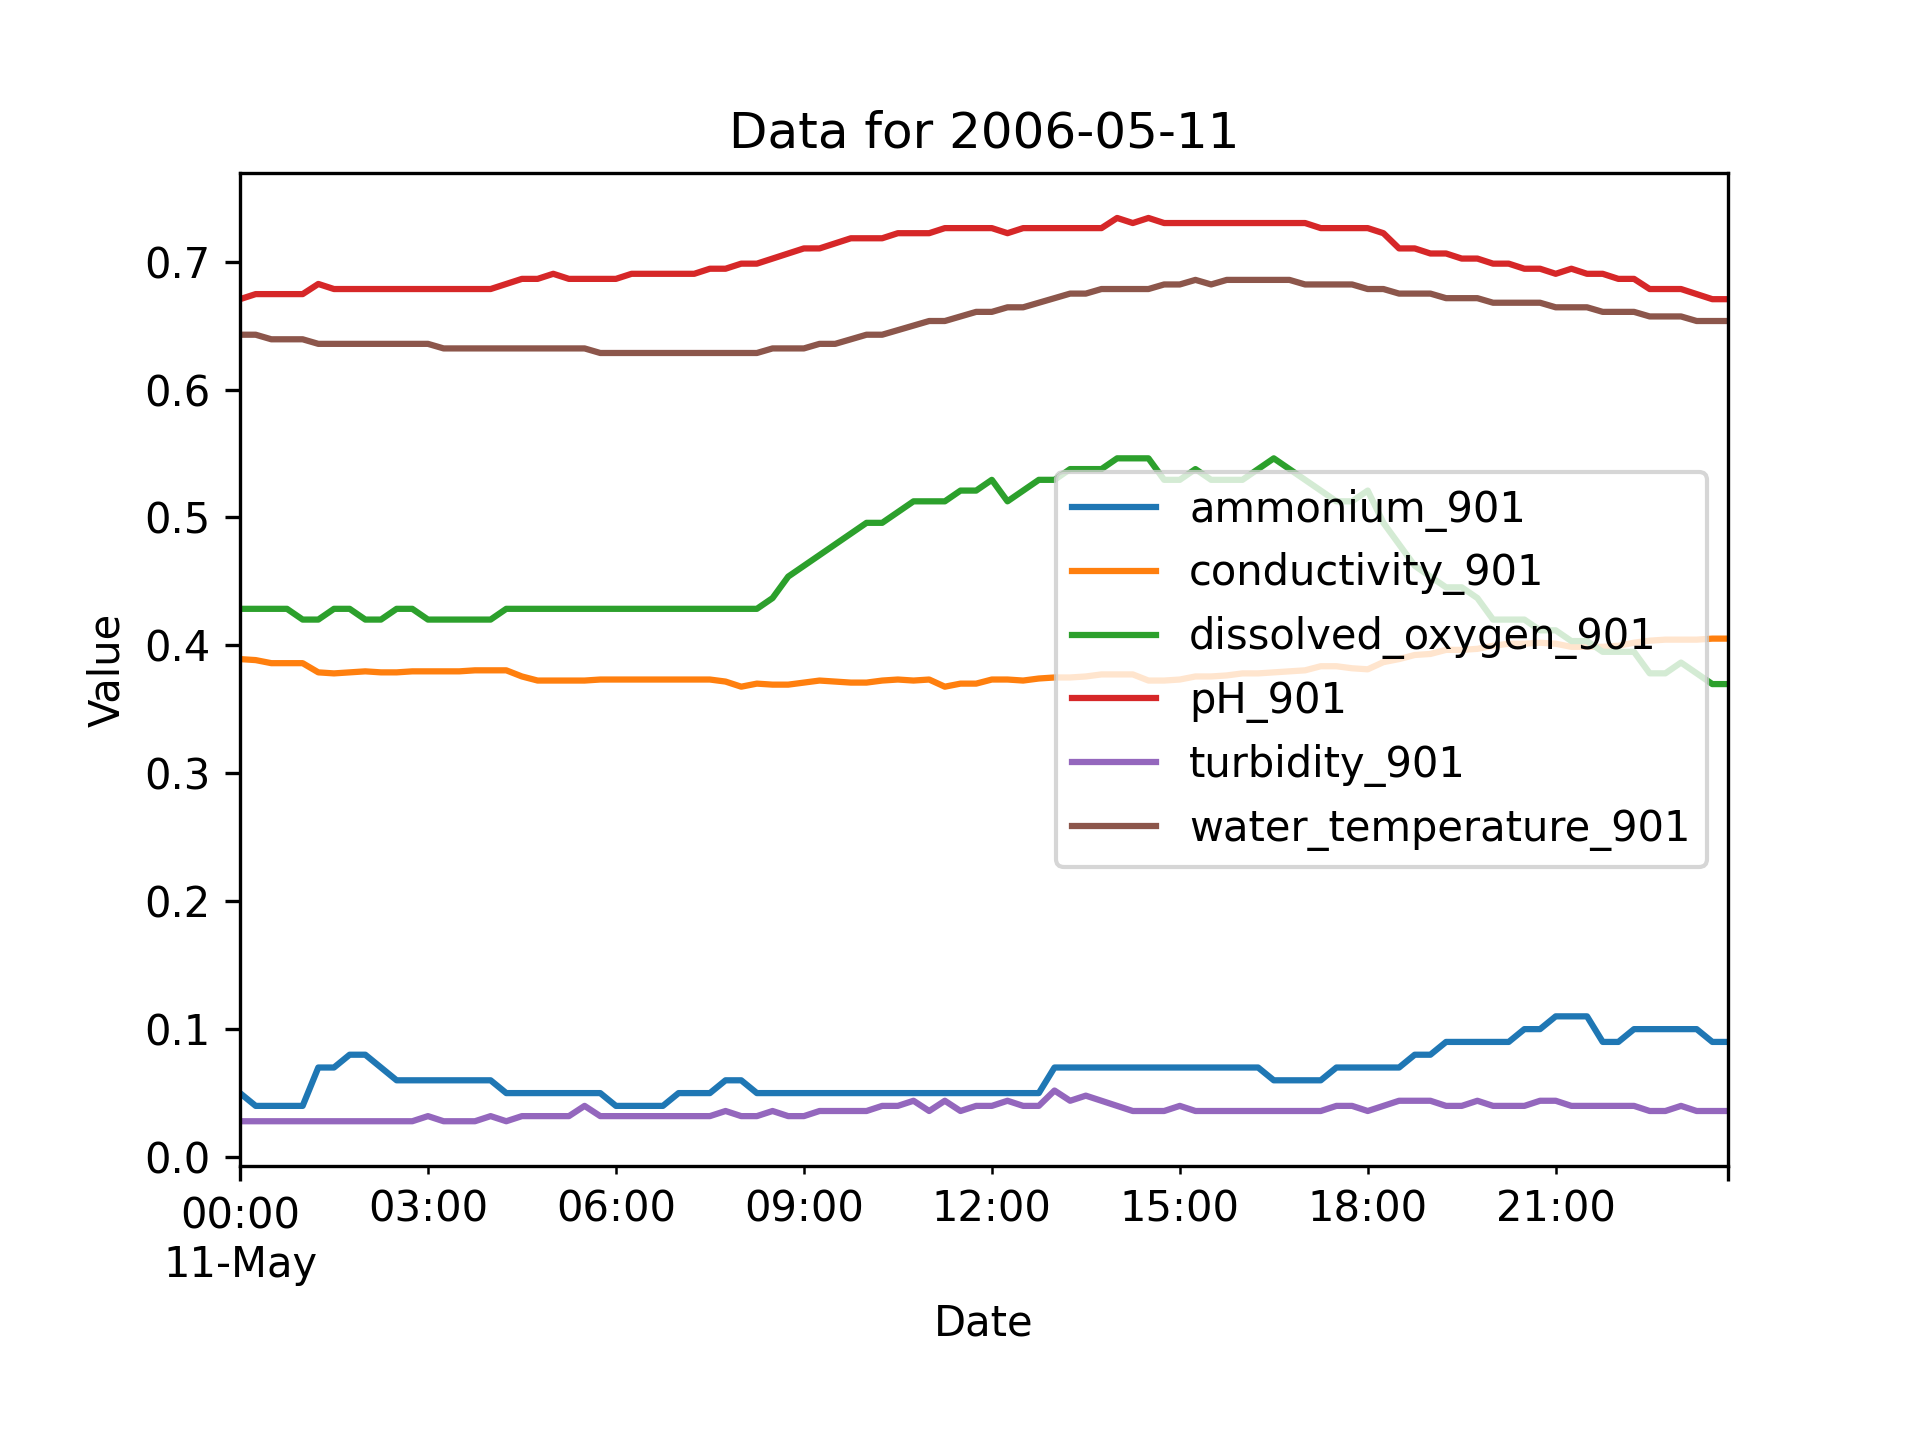 Data for 2006-05-11
Value
0.7
0.6
0.5
0.4
0.3
0.2
0.1
0.0
ammonium_901
conductivity_901
dissolved_oxygen_901
pH_901
turbidity_901
water_temperature_901
00:00 03:00 06:00 09:00 12:00 15:00 18:00 21:00
11-May
Date